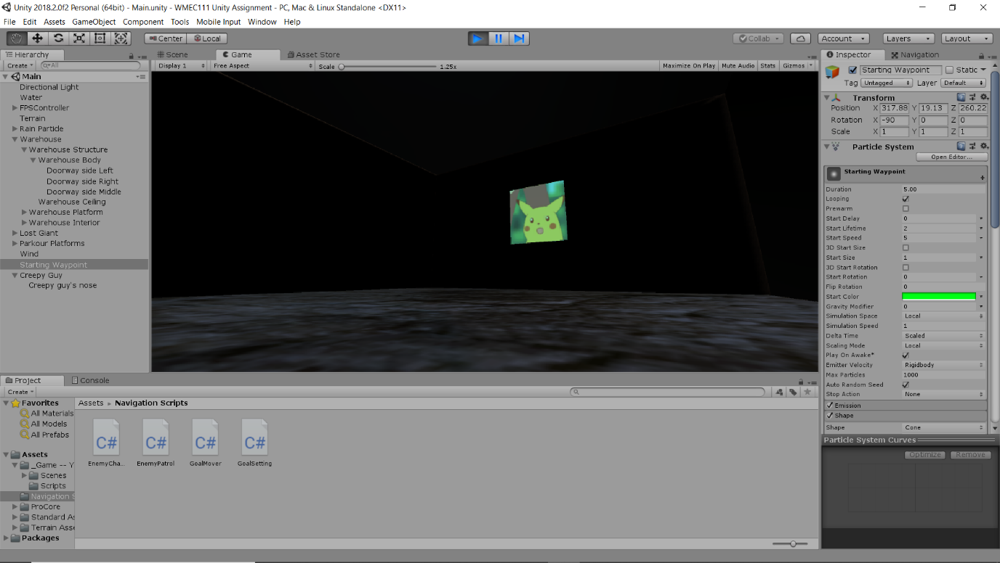 Unity 2018.2.0f2 Personal (64bit) - Main.unity - WMEC111 Unity Assignment - PC, Mac & Linux Standalone <DX11>
File Edit Assets GameObject Component Tools Mobile Input Window Help
Center Local Collab Account Layers Layout
Hierarchy Scene Game Asset Store Inspector Navigation
Create All Display 1 Free Aspect Scale 1.25x Maximize On Play Mute Audio Stats Gizmos
Starting Waypoint Static
Main
Tag Untagged Layer Default
Directional Light
Water
Transform
FPSController
Position X 317.88 Y 19.13 Z 260.22
Terrain
Rotation X -90 Y 0 Z 0
Rain Particle
Scale X 1 Y 1 Z 1
Warehouse
Warehouse Structure
Particle System
Warehouse Body
Open Editor...
Doorway side Left
Starting Waypoint
Doorway side Right
Doorway side Middle
Warehouse Ceiling
Warehouse Platform
Warehouse Interior
Lost Giant
Parkour Platforms
Wind
Starting Waypoint
Creepy Guy
Creepy guy's nose
Duration 5.00
Looping
Prewarm
Start Delay 0
Start Lifetime 2
Start Speed 5
3D Start Size
Start Size 1
3D Start Rotation
Start Rotation 0
Flip Rotation 0
Start Color
Gravity Modifier 0
Simulation Space Local
Simulation Speed 1
Delta Time Scaled
Scaling Mode Local
Play On Awake*
Emitter Velocity Rigidbody
Max Particles 1000
Auto Random Seed
Stop Action None
Emission
Shape
Shape Cone
Particle System Curves
Optimize Remove
Project Console
Create
Favorites
All Materials
All Models
All Prefabs
Assets
_Game -- Y
Scenes
Scripts
Navigation S
ProCore
Standard As
Terrain Asse
Packages
Assets Navigation Scripts
C# C# C# C#
EnemyCha... EnemyPatrol GoalMover GoalSetting